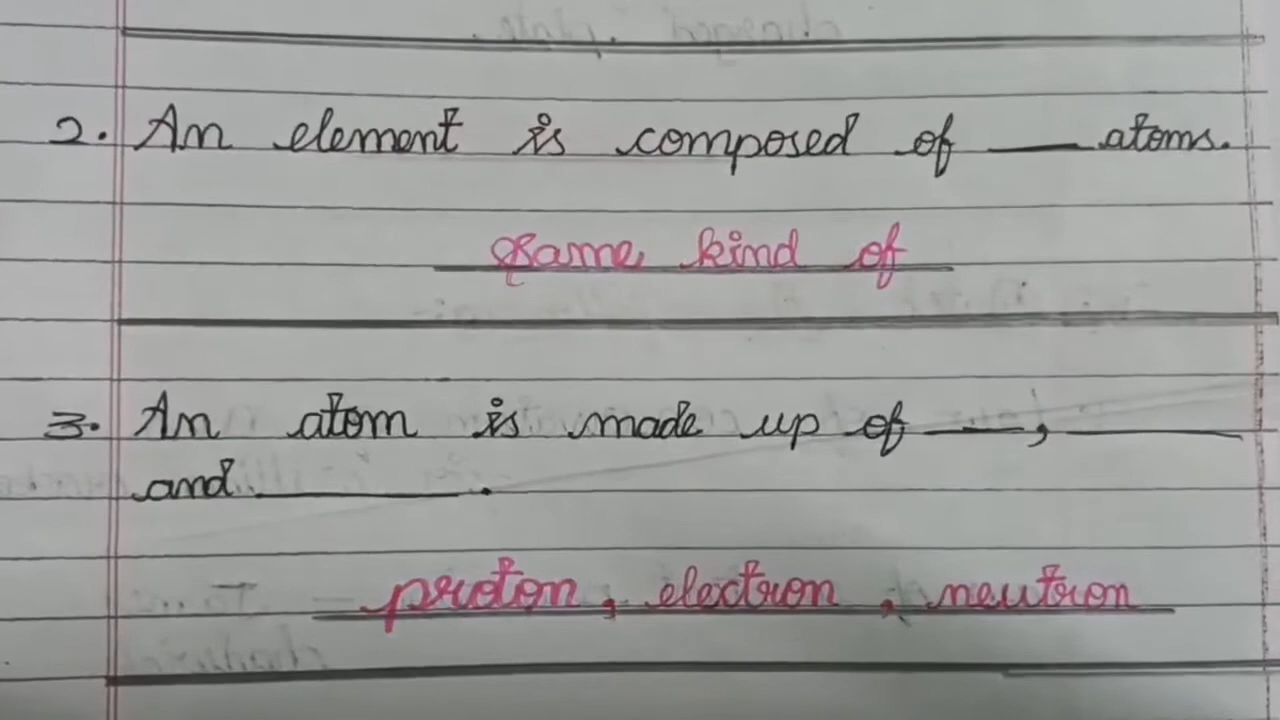 2. An element is composed of ___ atoms.
same kind of
3. An atom is made up of ___, ___
and ___.
proton, electron, neutron